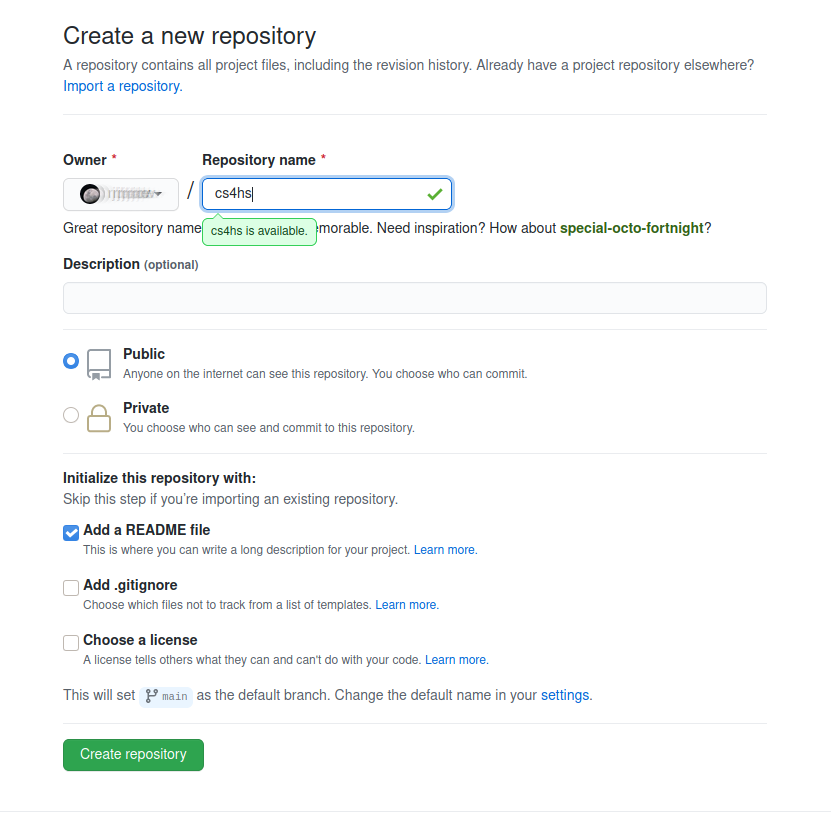 Create a new repository
A repository contains all project files, including the revision history. Already have a project repository elsewhere?
Import a repository.
Owner * Repository name *
/ cs4hs
Great repository name morable. Need inspiration? How about special-octo-fortnight?
cs4hs is available.
Description (optional)
Public
Anyone on the internet can see this repository. You choose who can commit.
Private
You choose who can see and commit to this repository.
Initialize this repository with:
Skip this step if you’re importing an existing repository.
Add a README file
This is where you can write a long description for your project. Learn more.
Add .gitignore
Choose which files not to track from a list of templates. Learn more.
Choose a license
A license tells others what they can and can't do with your code. Learn more.
This will set main as the default branch. Change the default name in your settings.
Create repository